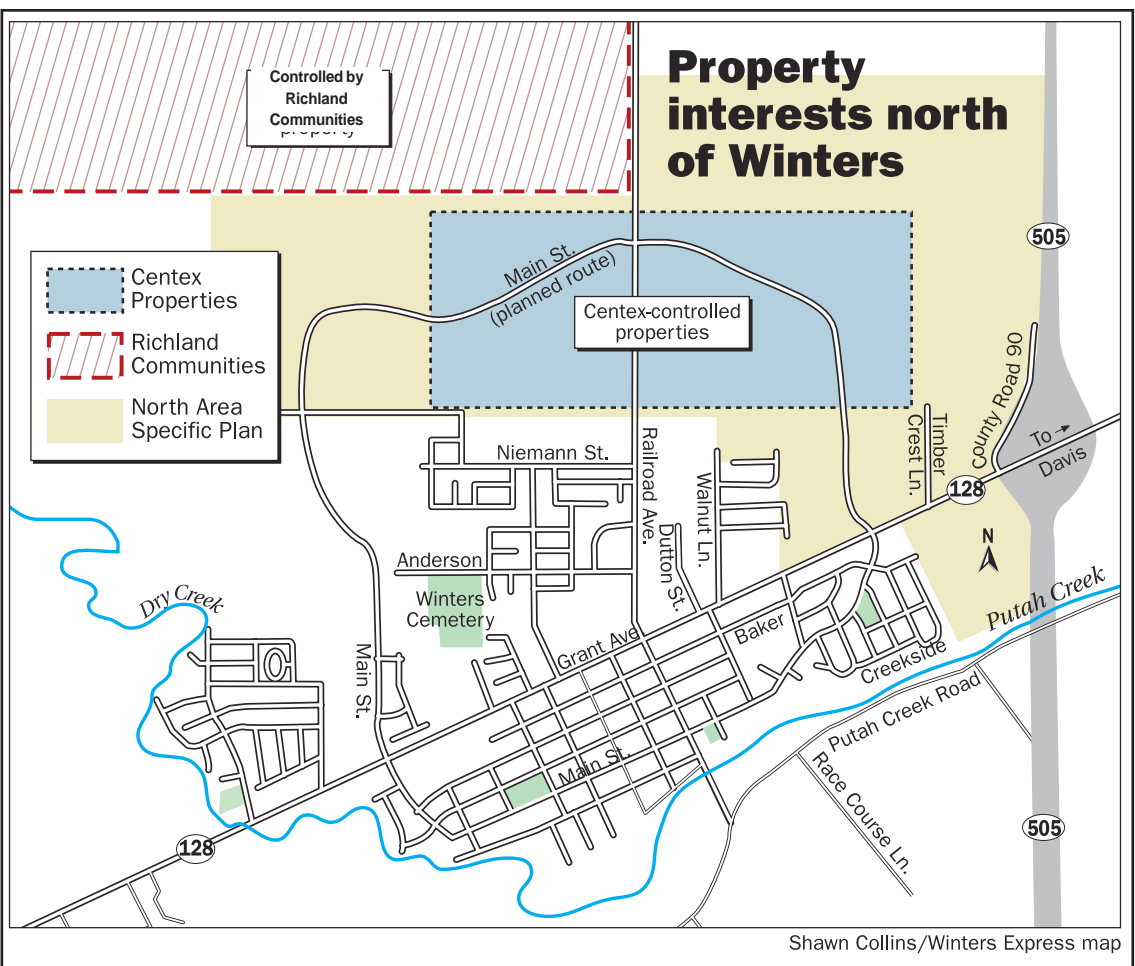 Property
interests north
of Winters
Controlled by
Richland
Communities
property
505
Main St.
(planned route)
Centex
Properties
Richland
Communities
North Area
Specific Plan
Centex-controlled
properties
County Road 90
To →
Davis
128
Timber
Crest Ln.
Niemann St.
Railroad Ave.
Walnut Ln.
Dutton St.
N
Anderson
Winters
Cemetery
Dry Creek
Putah Creek
Grant Ave.
Baker
Creekside
Main St.
Putah Creek Road
Main St.
Race Course Ln.
505
128
Shawn Collins/Winters Express map